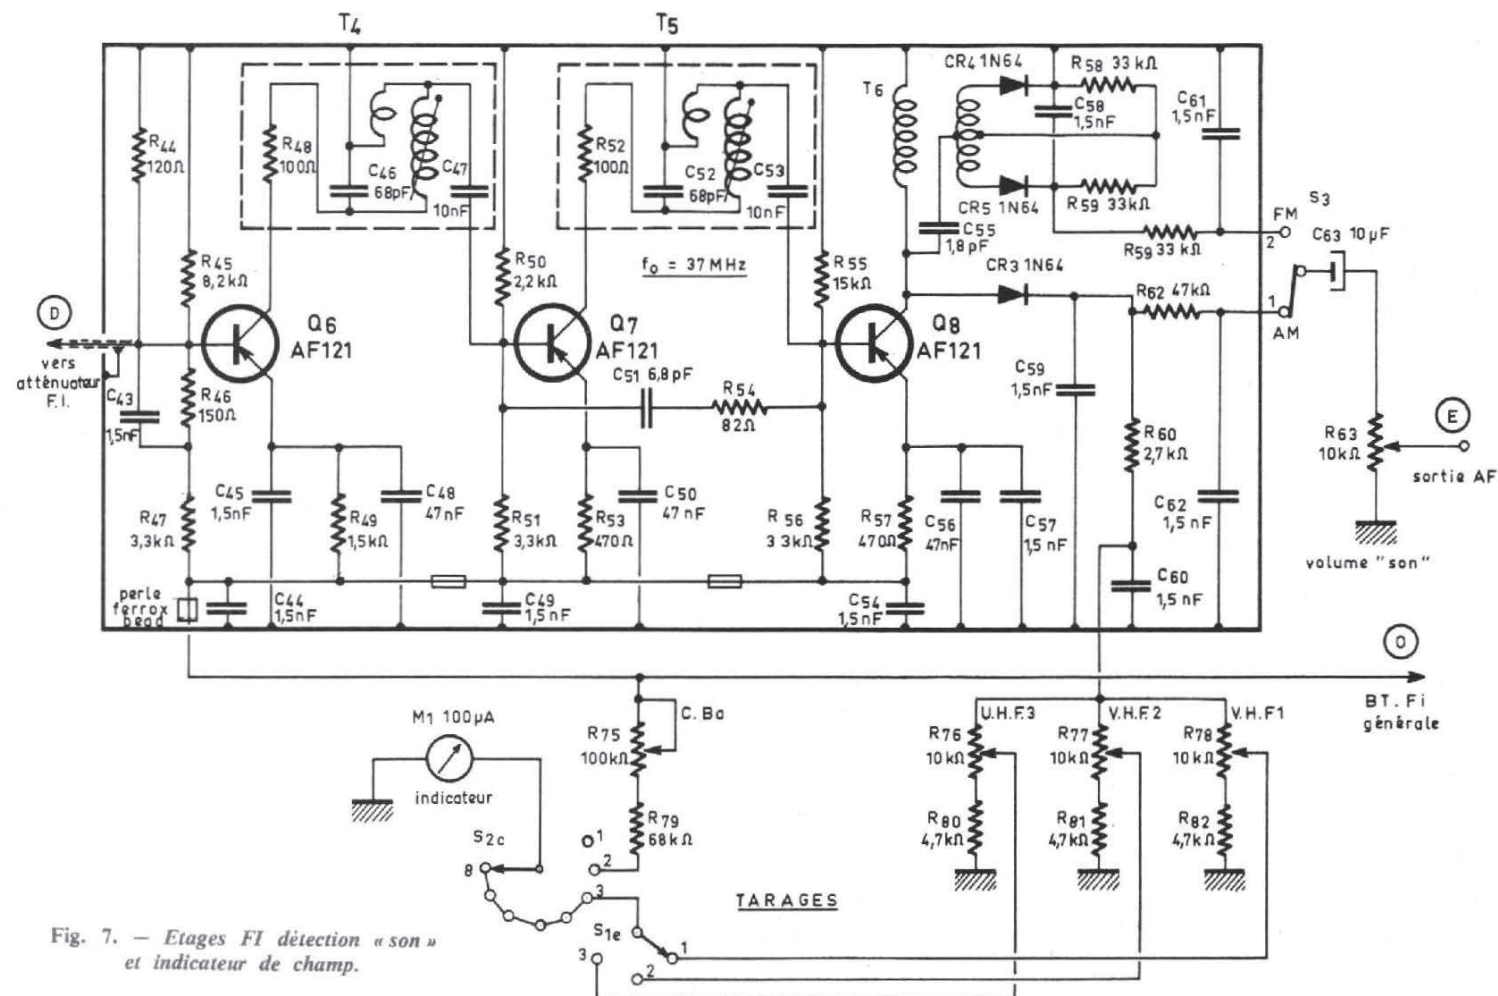 T4
T5
R44
120Ω
R48
100Ω
C46
68pF
C47
10nF
R52
100Ω
C52
68pF
C53
10nF
T6
CR4 1N64
R58 33 kΩ
C58
1,5nF
C61
1,5nF
CR5 1N64
R59 33kΩ
C55
1,8pF
R59 33 kΩ
FM
2
S3
C63 10µF
R45
8,2kΩ
R50
2,2kΩ
fo = 37 MHz
R55
15kΩ
CR3 1N64
R62 47kΩ
1
AM
D
vers
atténuateur
F.I.
Q6
AF121
Q7
AF121
Q8
AF121
C43
1,5nF
R46
150Ω
C51 6,8pF
R54
82Ω
C59
1,5nF
R60
2,7kΩ
R63
10kΩ
E
sortie AF
R47
3,3kΩ
C45
1,5nF
R49
1,5kΩ
C48
47nF
R51
3,3kΩ
R53
470Ω
C50
47nF
R56
3 3kΩ
R57
470Ω
C56
47nF
C57
1,5 nF
C62
1,5 nF
volume "son"
perle
ferrox
bead
C44
1,5nF
C49
1,5nF
C54
1,5nF
C60
1,5 nF
O
BT. Fi
générale
M1 100µA
indicateur
C.Ba
R75
100kΩ
R79
68kΩ
U.H.F.3
R76
10kΩ
R80
4,7kΩ
V.H.F.2
R77
10kΩ
R81
4,7kΩ
V.H.F1
R78
10kΩ
R82
4,7kΩ
S2c
8
1
2
3
S1e
1
2
3
TARAGES
Fig. 7. — Etages FI détection « son »
et indicateur de champ.